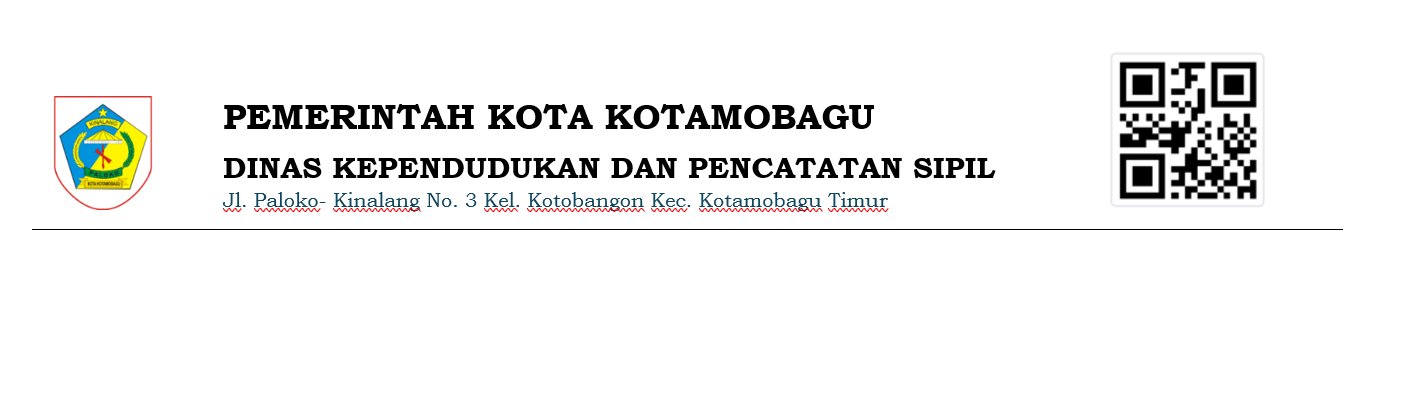 PEMERINTAH KOTA KOTAMOBAGU
DINAS KEPENDUDUKAN DAN PENCATATAN SIPIL
Jl. Paloko- Kinalang No. 3 Kel. Kotobangon Kec. Kotamobagu Timur
KINALANG
PALOKO
KOTA KOTAMOBAGU